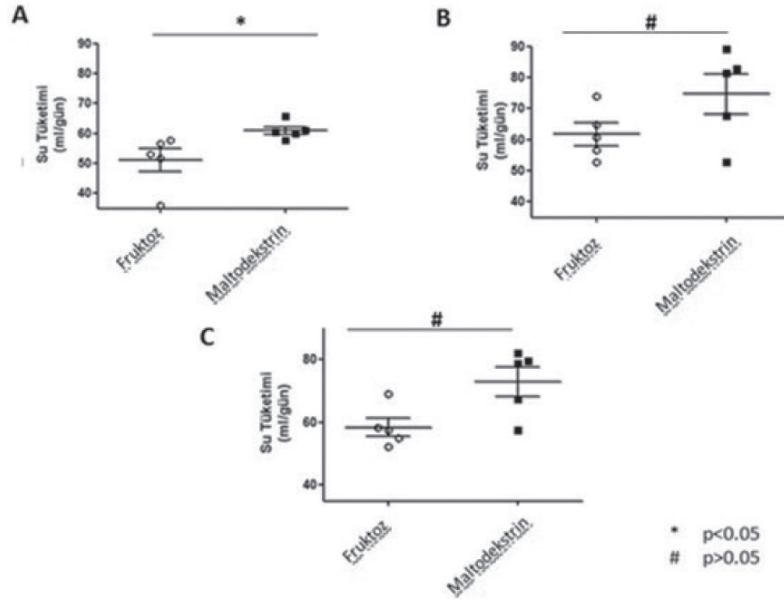 A
*
90
80
70
60
50
40
Su Tüketimi
(ml/gün)
Fruktoz
Maltodekstrin
B
#
90
80
70
60
50
40
Su Tüketimi
(ml/gün)
Fruktoz
Maltodekstrin
C
#
80
60
40
Su Tüketimi
(ml/gün)
Fruktoz
Maltodekstrin
* p<0.05
# p>0.05